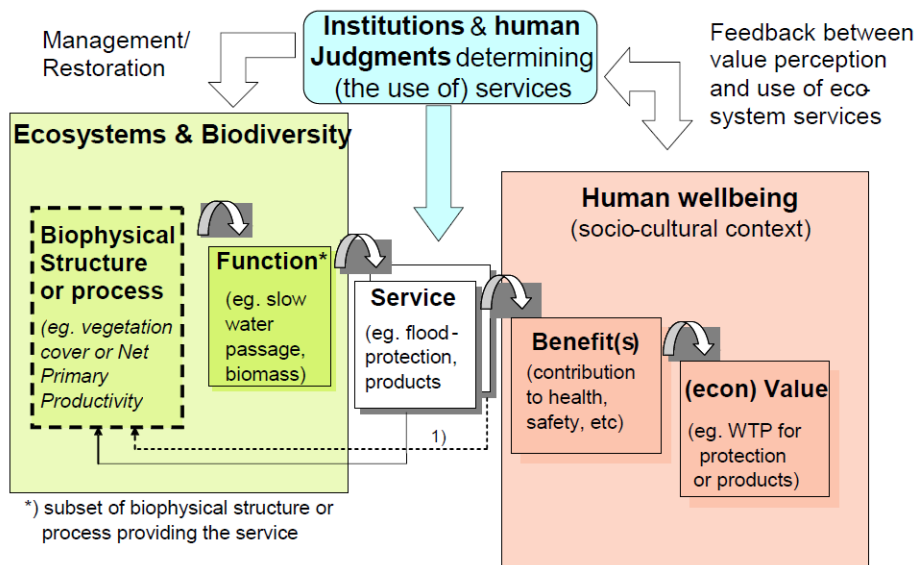 Management/
Restoration
Institutions & human
Judgments determining
(the use of) services
Feedback between
value perception
and use of eco-
system services
Ecosystems & Biodiversity
Biophysical
Structure
or process
(eg. vegetation
cover or Net
Primary
Productivity
Function*
(eg. slow
water
passage,
biomass)
Service
(eg. flood-
protection,
products
1)
Human wellbeing
(socio-cultural context)
Benefit(s)
(contribution
to health,
safety, etc)
(econ) Value
(eg. WTP for
protection
or products)
*) subset of biophysical structure or
process providing the service